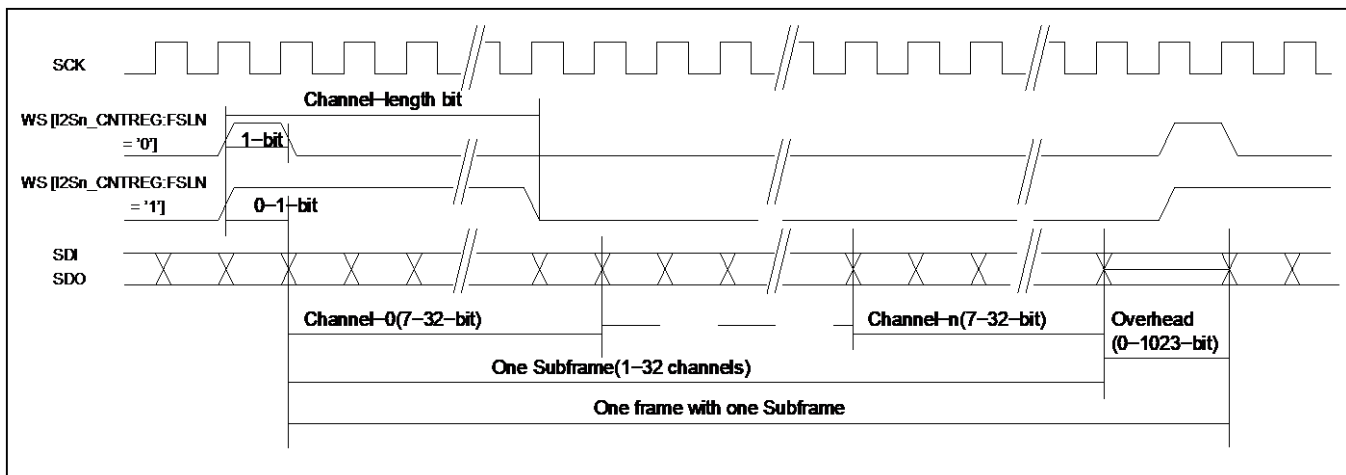 SCK
Channel-length bit
WS [I2Sn_CNTREG:FSLN
= '0']
1-bit
WS [I2Sn_CNTREG:FSLN
= '1']
0-1-bit
SDI
SDO
Channel-0(7-32-bit)
Channel-n(7-32-bit)
Overhead
(0-1023-bit)
One Subframe(1-32 channels)
One frame with one Subframe